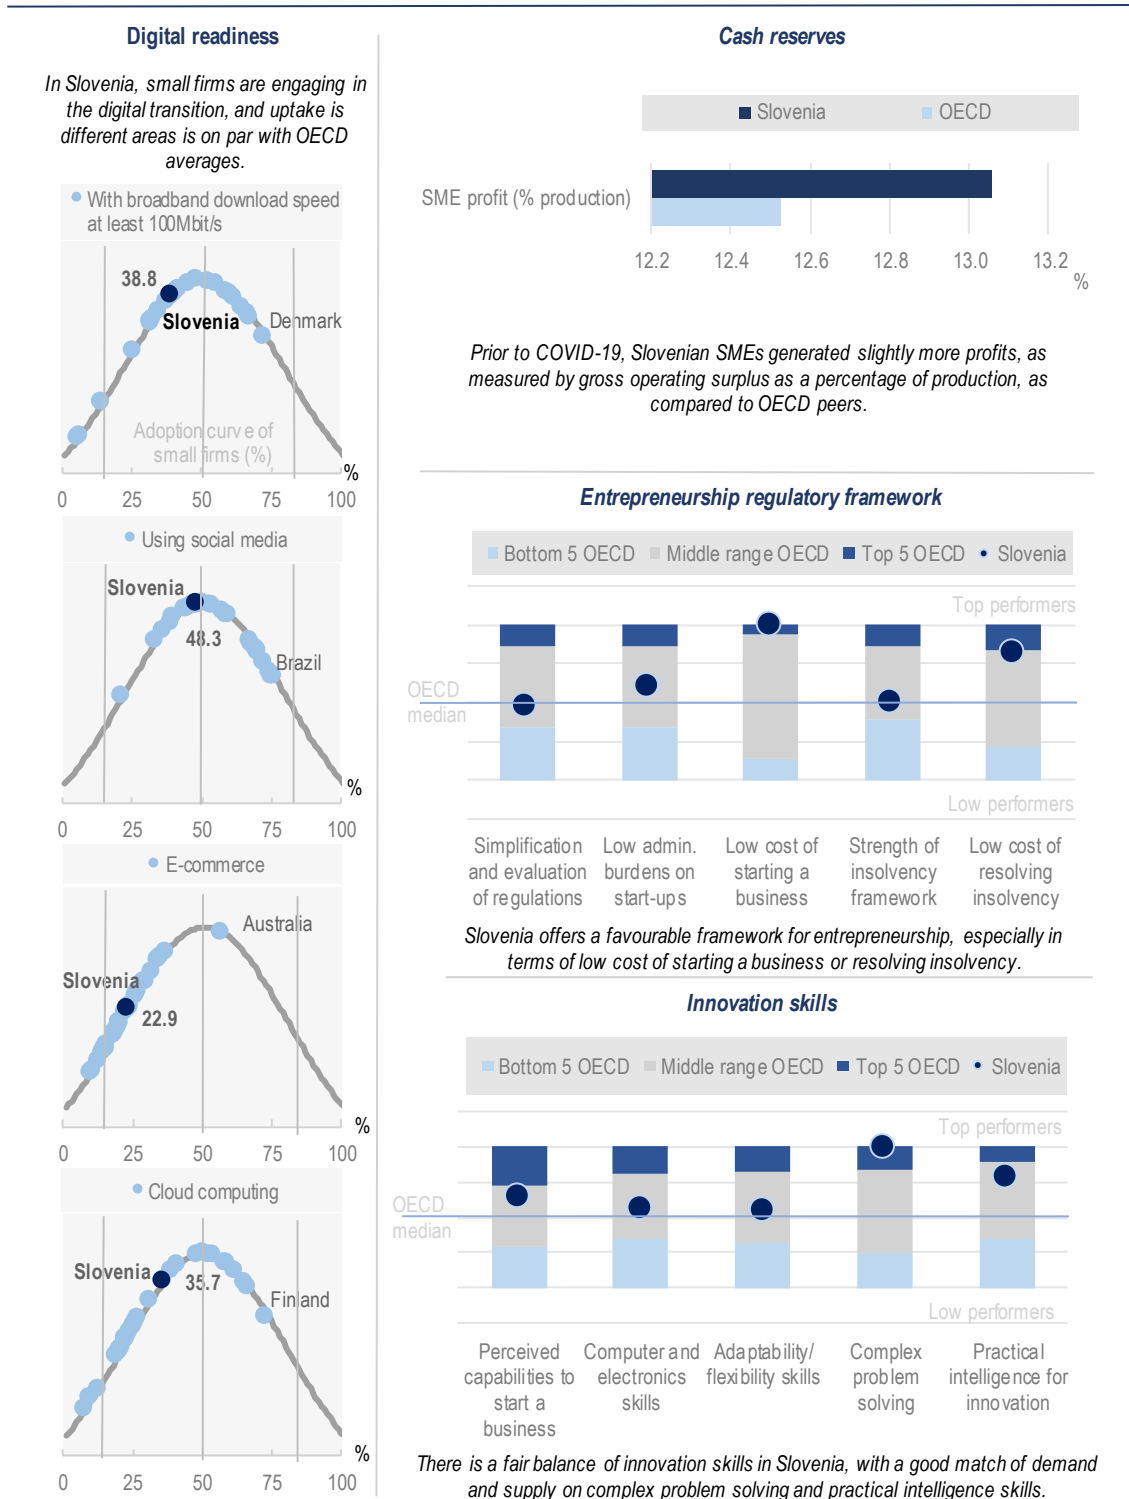 Digital readiness
In Slovenia, small firms are engaging in
the digital transition, and uptake is
different areas is on par with OECD
averages.
With broadband download speed
at least 100Mbit/s
38.8
Slovenia
Denmark
Adoption curve of
small firms (%)
%
0 25 50 75 100
Using social media
Slovenia
48.3
Brazil
%
0 25 50 75 100
E-commerce
Australia
Slovenia
22.9
%
0 25 50 75 100
Cloud computing
Slovenia
35.7
Finland
%
0 25 50 75 100
Cash reserves
Slovenia OECD
SME profit (% production)
12.2 12.4 12.6 12.8 13.0 13.2
%
Prior to COVID-19, Slovenian SMEs generated slightly more profits, as
measured by gross operating surplus as a percentage of production, as
compared to OECD peers.
Entrepreneurship regulatory framework
Bottom 5 OECD Middle range OECD Top 5 OECD Slovenia
Top performers
OECD
median
Low performers
Simplification
and evaluation
of regulations
Low admin.
burdens on
start-ups
Low cost of
starting a
business
Strength of
insolvency
framework
Low cost of
resolving
insolvency
Slovenia offers a favourable framework for entrepreneurship, especially in
terms of low cost of starting a business or resolving insolvency.
Innovation skills
Bottom 5 OECD Middle range OECD Top 5 OECD Slovenia
Top performers
OECD
median
Low performers
Perceived
capabilities to
start a
business
Computer and
electronics
skills
Adaptability/
flexibility skills
Complex
problem
solving
Practical
intelligence for
innovation
There is a fair balance of innovation skills in Slovenia, with a good match of demand
and supply on complex problem solving and practical intelligence skills.